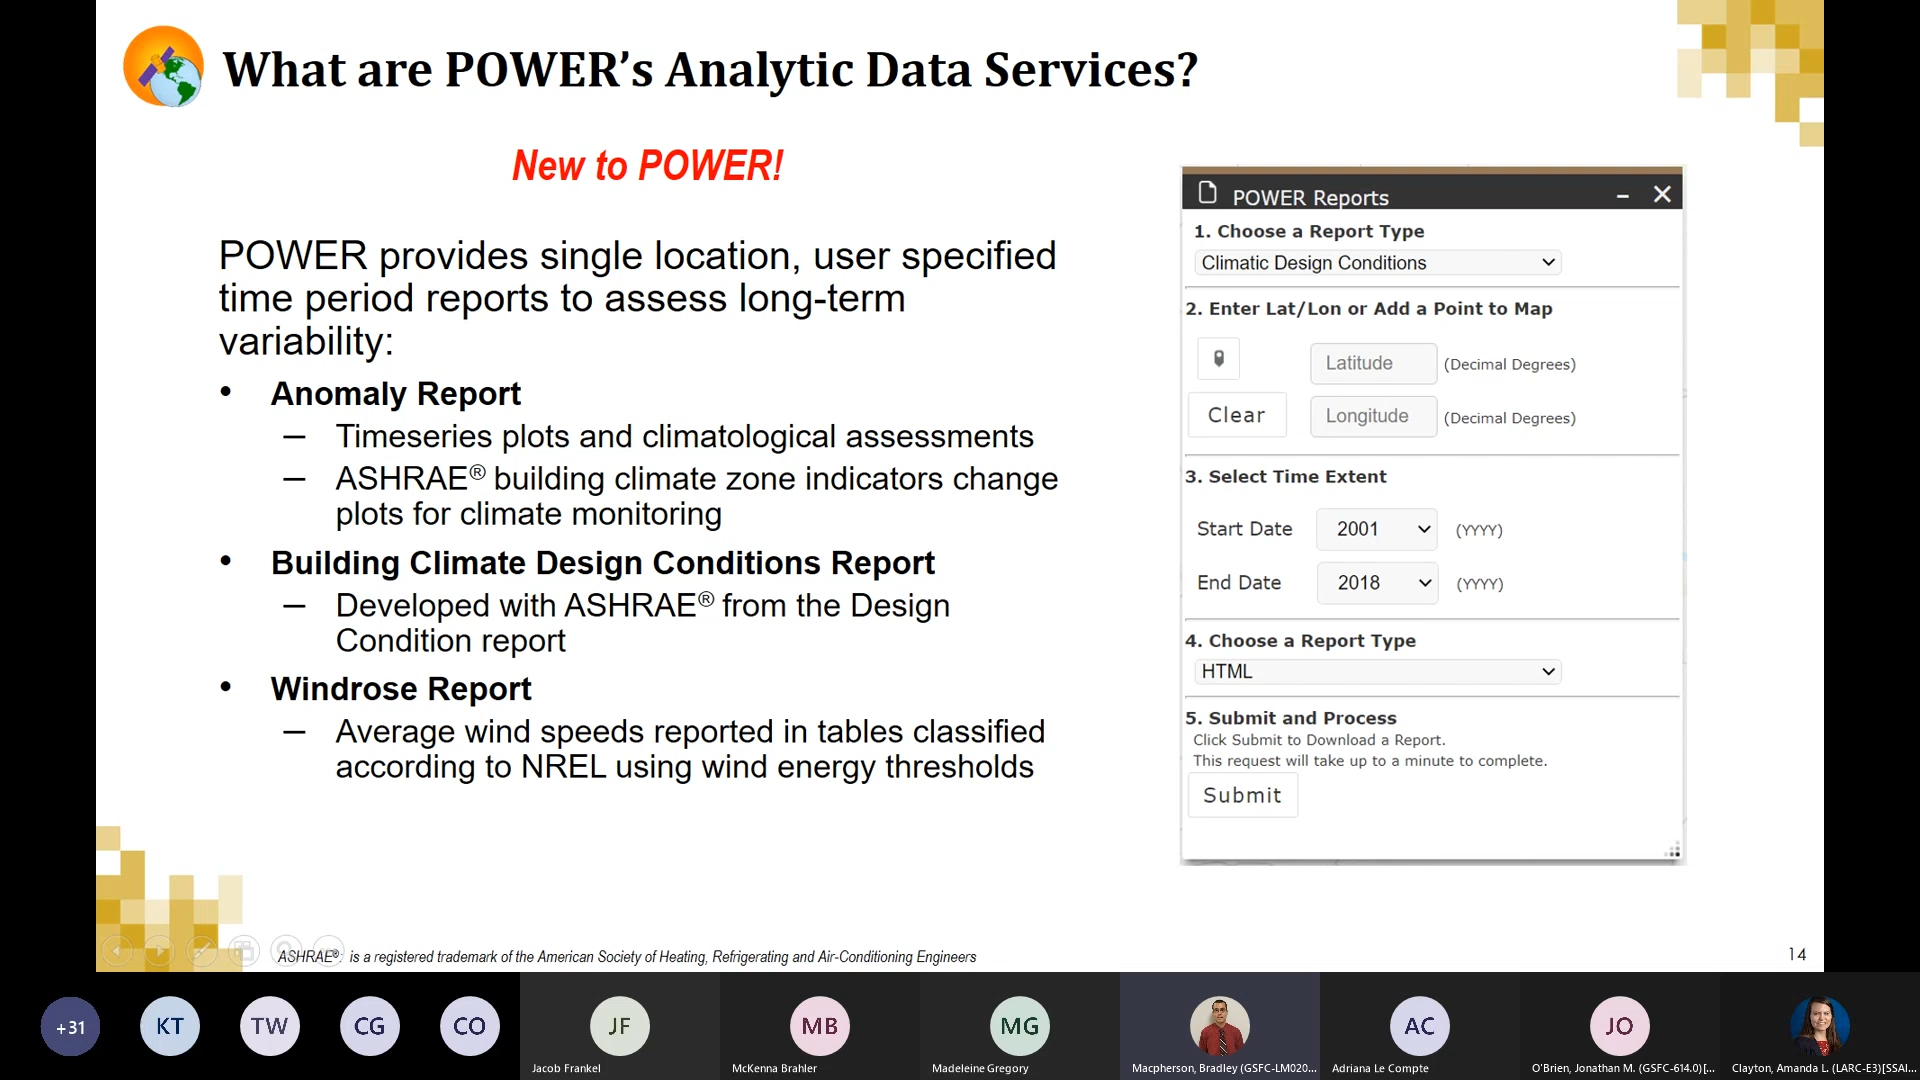 What are POWER’s Analytic Data Services?
New to POWER!
POWER provides single location, user specified
time period reports to assess long-term
variability:
• Anomaly Report
– Timeseries plots and climatological assessments
– ASHRAE® building climate zone indicators change
plots for climate monitoring
• Building Climate Design Conditions Report
– Developed with ASHRAE® from the Design
Condition report
• Windrose Report
– Average wind speeds reported in tables classified
according to NREL using wind energy thresholds
POWER Reports
1. Choose a Report Type
Climatic Design Conditions
2. Enter Lat/Lon or Add a Point to Map
Latitude (Decimal Degrees)
Clear
Longitude (Decimal Degrees)
3. Select Time Extent
Start Date 2001 (YYYY)
End Date 2018 (YYYY)
4. Choose a Report Type
HTML
5. Submit and Process
Click Submit to Download a Report.
This request will take up to a minute to complete.
Submit
ASHRAE®: is a registered trademark of the American Society of Heating, Refrigerating and Air-Conditioning Engineers
14
+31 KT TW CG CO JF MB MG AC JO
Jacob Frankel
McKenna Brahler
Madeleine Gregory
Macpherson, Bradley (GSFC-LM020...
Adriana Le Compte
O'Brien, Jonathan M. (GSFC-614.0)[...
Clayton, Amanda L. (LARC-E3)[SSAI...